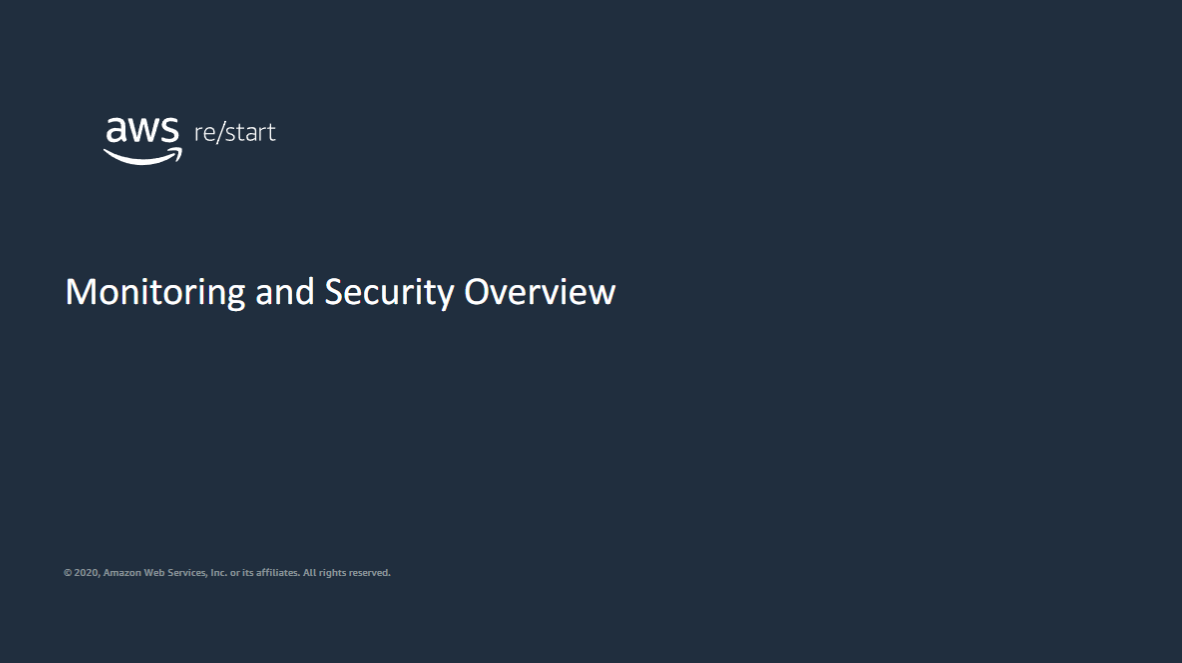 aws re/start
Monitoring and Security Overview
© 2020, Amazon Web Services, Inc. or its affiliates. All rights reserved.